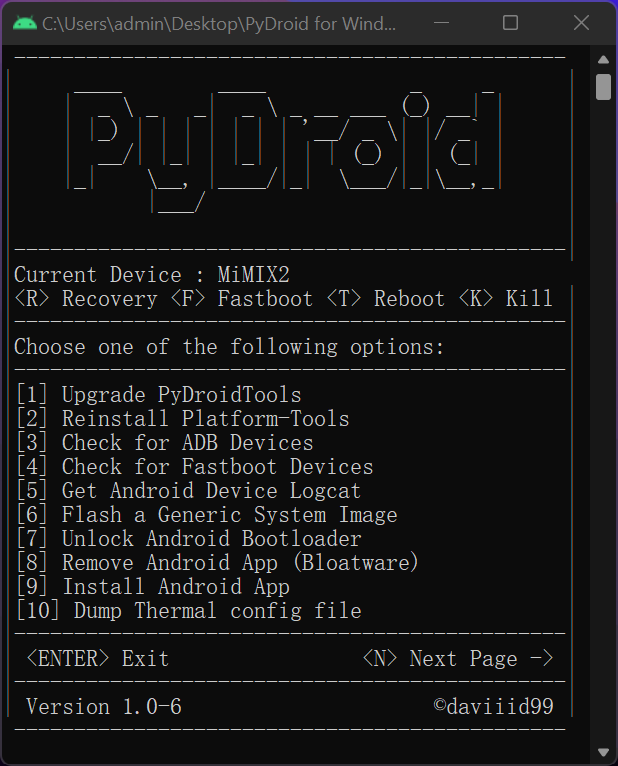 C:\Users\admin\Desktop\PyDroid for Wind...
PyDroid
Current Device : MiMIX2
<R> Recovery <F> Fastboot <T> Reboot <K> Kill
Choose one of the following options:
[1] Upgrade PyDroidTools
[2] Reinstall Platform-Tools
[3] Check for ADB Devices
[4] Check for Fastboot Devices
[5] Get Android Device Logcat
[6] Flash a Generic System Image
[7] Unlock Android Bootloader
[8] Remove Android App (Bloatware)
[9] Install Android App
[10] Dump Thermal config file
<ENTER> Exit <N> Next Page ->
Version 1.0-6 ©daviiid99